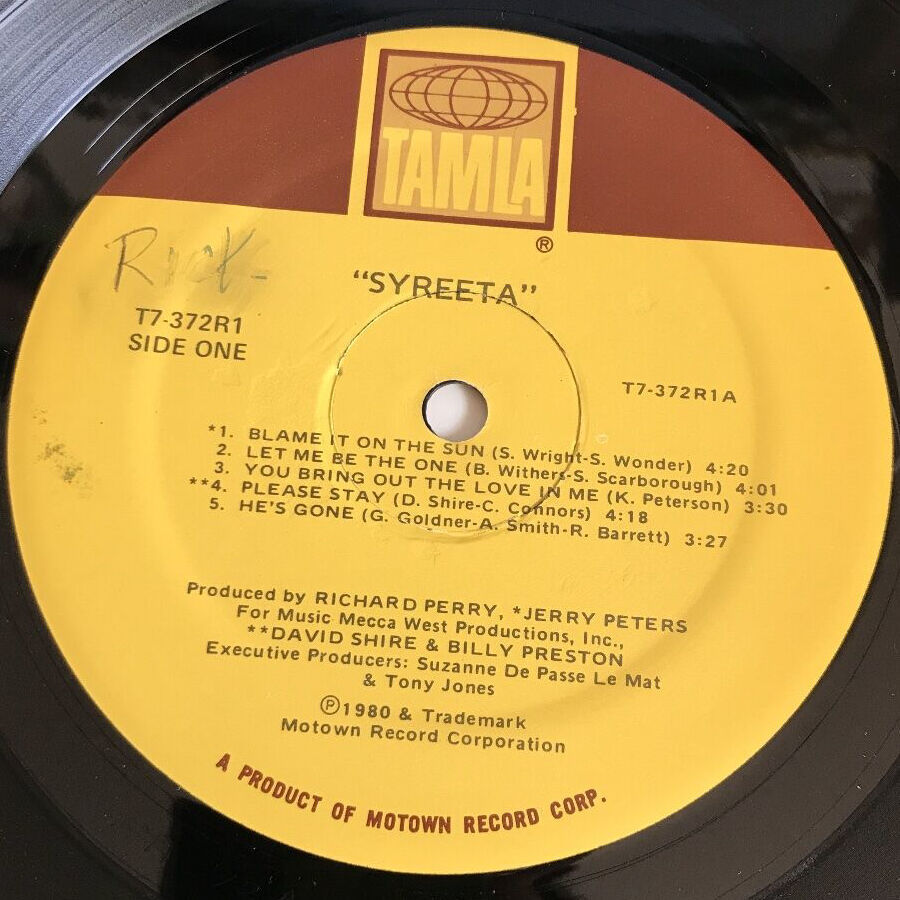 TAMLA
®
Rick
"SYREETA"
T7-372R1
SIDE ONE
T7-372R1A
*1. BLAME IT ON THE SUN (S. Wright-S. Wonder) 4:20
2. LET ME BE THE ONE (B. Withers-S. Scarborough) 4:01
3. YOU BRING OUT THE LOVE IN ME (K. Peterson) 3:30
**4. PLEASE STAY (D. Shire-C. Connors) 4:18
5. HE'S GONE (G. Goldner-A. Smith-R. Barrett) 3:27
Produced by RICHARD PERRY, *JERRY PETERS
For Music Mecca West Productions, Inc.,
**DAVID SHIRE & BILLY PRESTON
Executive Producers: Suzanne De Passe Le Mat
& Tony Jones
Ⓟ1980 & Trademark
Motown Record Corporation
A PRODUCT OF MOTOWN RECORD CORP.